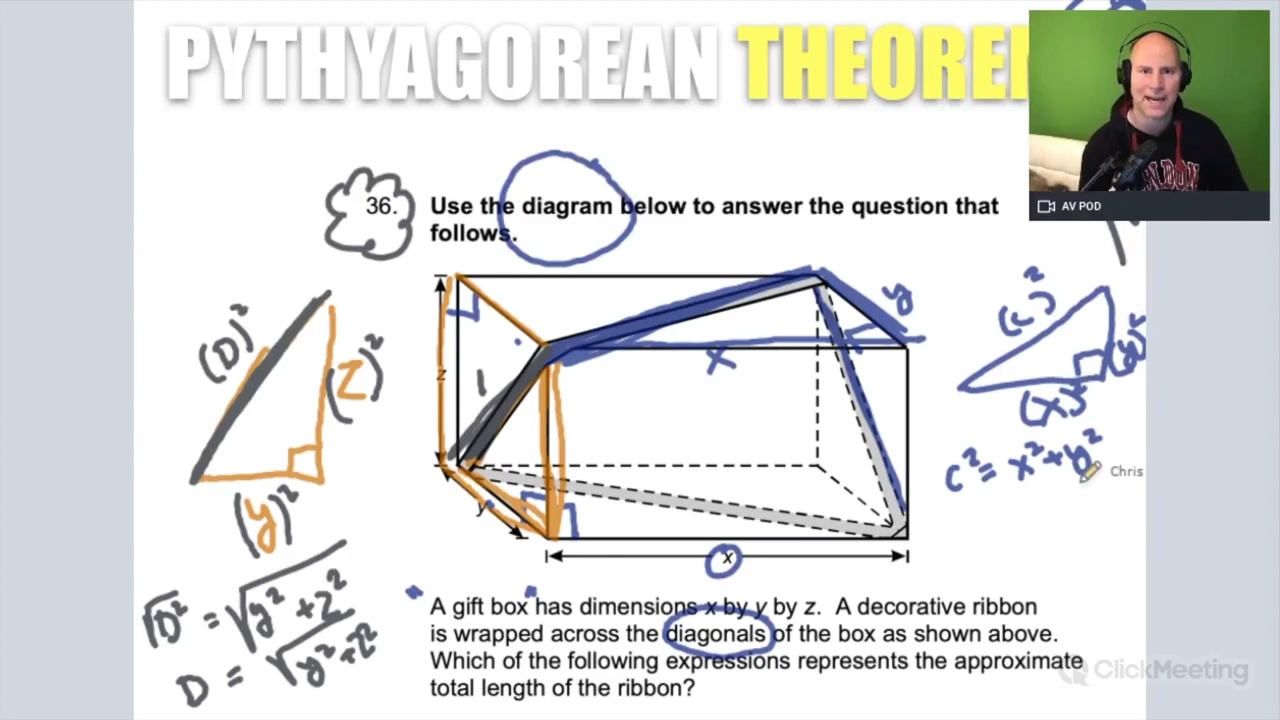 PYTHYAGOREAN THEOREM
AV POD
36. Use the diagram below to answer the question that
follows.
z
y
x
(D)²
(z)²
(y)²
√D² = √y² + z²
D = √y² + z²
x
y
(c)²
(y)²
(x)²
c² = x² + y²
Chris
A gift box has dimensions x by y by z. A decorative ribbon
is wrapped across the diagonals of the box as shown above.
Which of the following expressions represents the approximate
total length of the ribbon?
ClickMeeting